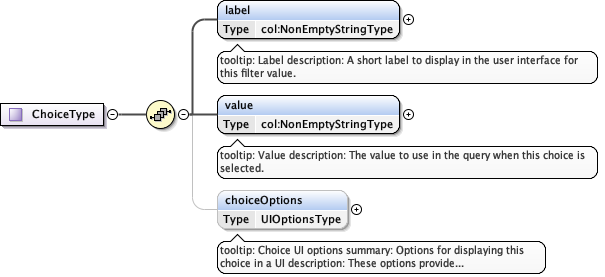 label
Type col:NonEmptyStringType
tooltip: Label description: A short label to display in the user interface for
this filter value.
ChoiceType
value
Type col:NonEmptyStringType
tooltip: Value description: The value to use in the query when this choice is
selected.
choiceOptions
Type UIOptionsType
tooltip: Choice UI options summary: Options for displaying this
choice in a UI description: These options provide...